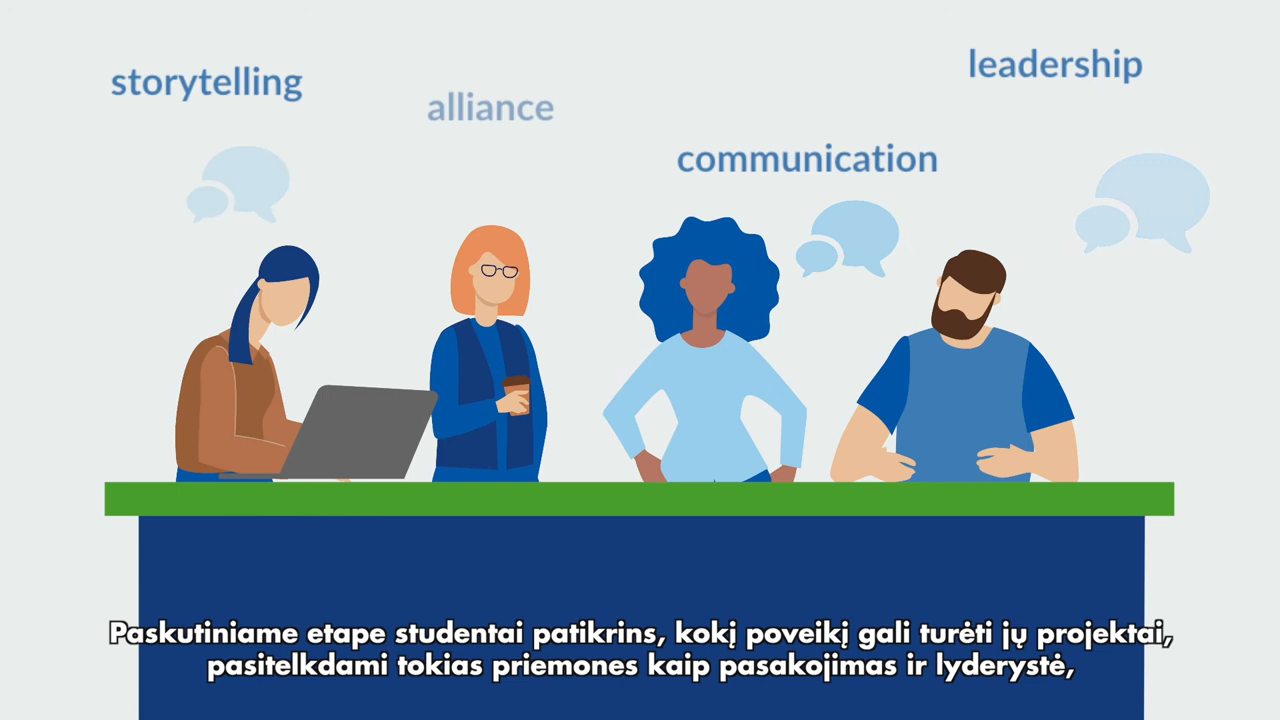 storytelling
alliance
leadership
communication
Paskutiniame etape studentai patikrins, kokį poveikį gali turėti jų projektai,
pasitelkdami tokias priemones kaip pasakojimas ir lyderystė,